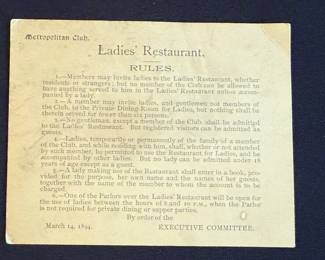 Metropolitan Club.
Ladies' Restaurant.
RULES.
1.—Members may invite ladies to the Ladies' Restaurant, whether
residents or strangers; but no member of the Club can be allowed to
have anything served to him in the Ladies' Restaurant unless accom-
panied by a lady.
2.—A member may invite ladies, and gentlemen not members of
the Club, to the Private Dining-Room for Ladies, but nothing shall be
therein served for fewer than six persons.
3.—No gentleman, except a member of the Club shall be admitted
to the Ladies' Restaurant. But registered visitors can be admitted as
guests.
4.—Ladies, temporarily or permanently of the family of a member
of the Club, and while residing with him, shall, whether or not attended
by such member, be permitted to use the Restaurant for Ladies, and be
accompanied by other ladies. But no lady can be admitted under 18
years of age except as a guest.
5.—A lady making use of the Restaurant shall enter in a book, pro-
vided for the purpose, her own name and the names of her guests,
together with the name of the member to whom the account is to be
charged.
6.—One of the Parlors over the Ladies' Restaurant will be open for
the use of ladies between the hours of 8 and 10 P.M., when the Parlor
is not required for private dining or supper parties.
By order of the
March 14, 1894.
EXECUTIVE COMMITTEE.